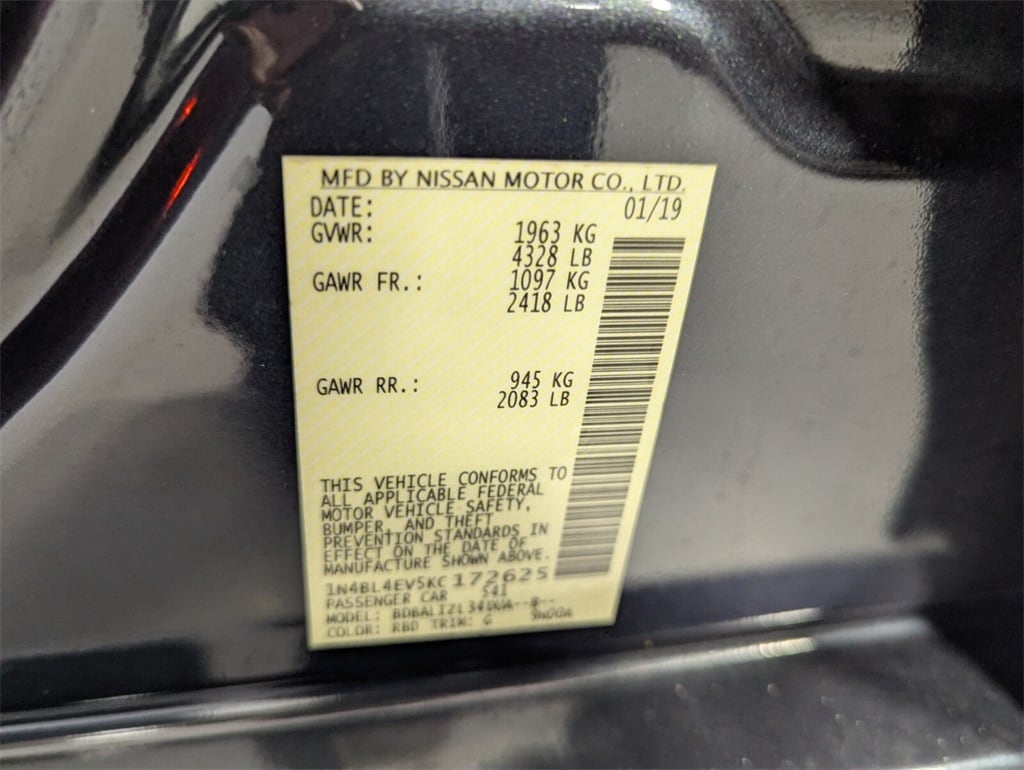 MFD BY NISSAN MOTOR CO., LTD.
DATE: 01/19
GVWR: 1963 KG
4328 LB
GAWR FR.: 1097 KG
2418 LB
GAWR RR.: 945 KG
2083 LB
THIS VEHICLE CONFORMS TO
ALL APPLICABLE FEDERAL
MOTOR VEHICLE SAFETY,
BUMPER, AND THEFT
PREVENTION STANDARDS IN
EFFECT ON THE DATE OF
MANUFACTURE SHOWN ABOVE.
1N4BL4EV5KC172625
PASSENGER CAR 541
MODEL:
COLOR: RBD TRIM: G